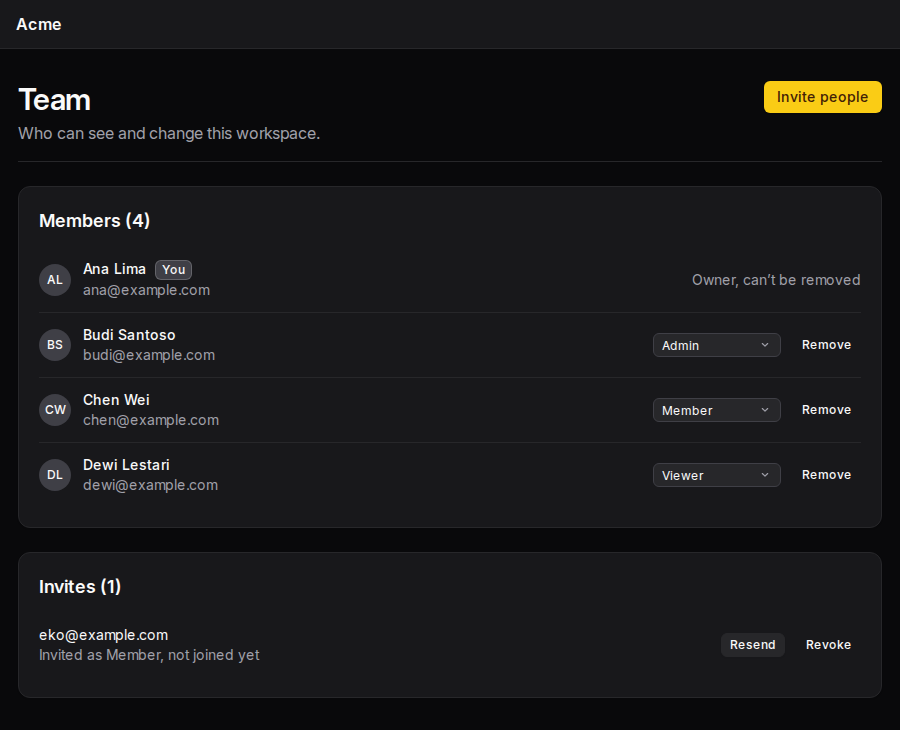 Acme
Team
Invite people
Who can see and change this workspace.
Members (4)
AL
Ana Lima You
ana@example.com
Owner, can’t be removed
BS
Budi Santoso
budi@example.com
Admin
Remove
CW
Chen Wei
chen@example.com
Member
Remove
DL
Dewi Lestari
dewi@example.com
Viewer
Remove
Invites (1)
eko@example.com
Invited as Member, not joined yet
Resend
Revoke